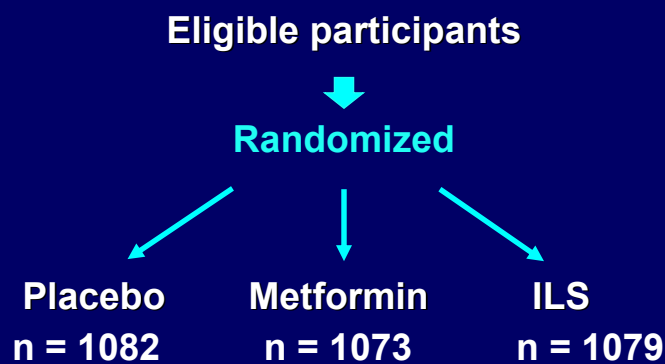 Eligible participants
Randomized
Placebo Metformin ILS
n = 1082 n = 1073 n = 1079